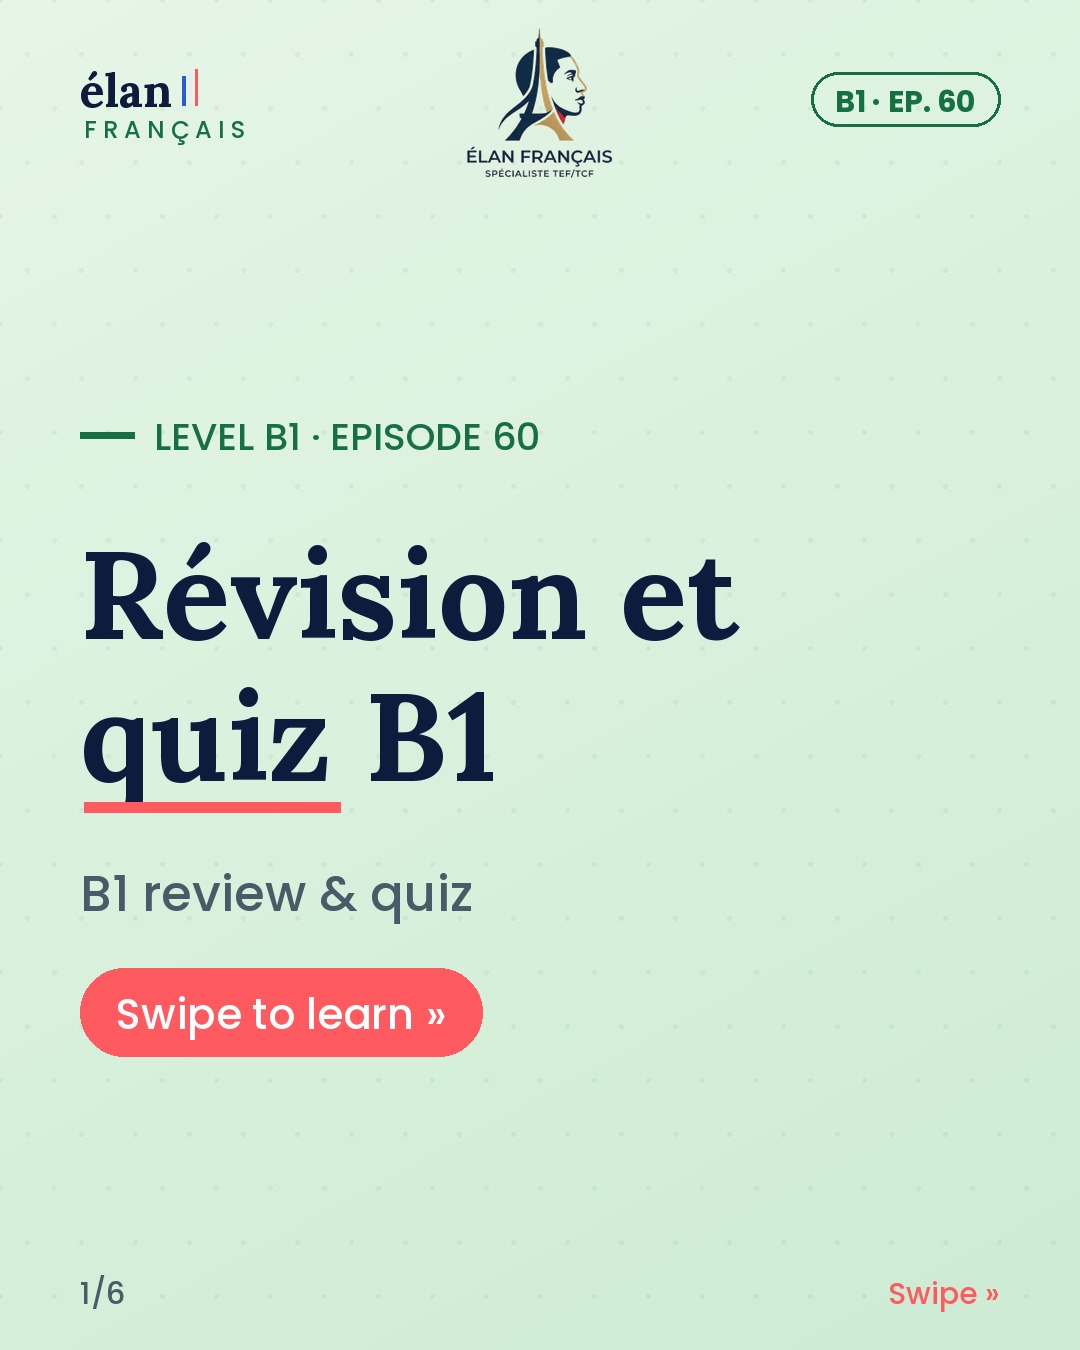 élan
FRANÇAIS
ÉLAN FRANÇAIS
SPÉCIALISTE TEF/TCF
B1 · EP. 60
LEVEL B1 · EPISODE 60
Révision et
quiz B1
B1 review & quiz
Swipe to learn »
1/6
Swipe »